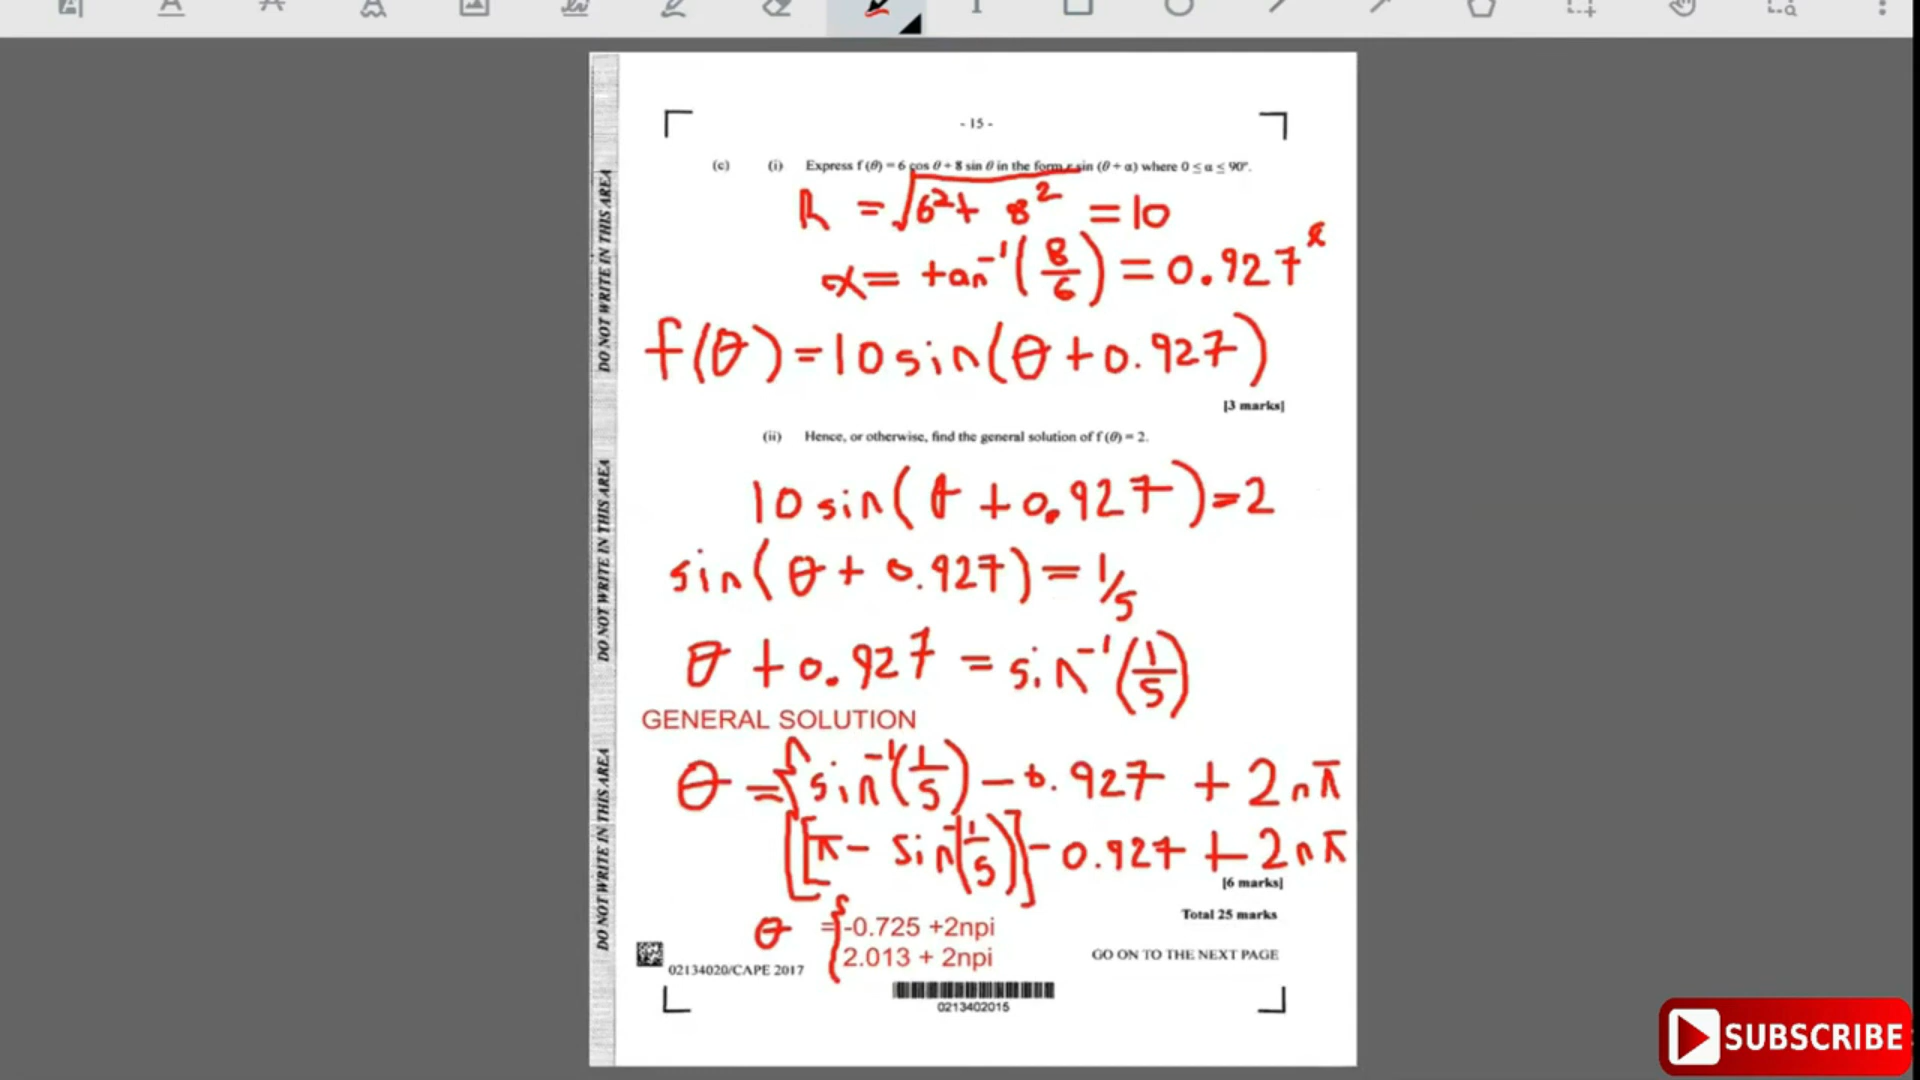 - 15 -
(c) (i) Express f (θ) = 6 cos θ + 8 sin θ in the form r sin (θ + α) where 0 ≤ α ≤ 90°.
R = √6² + 8² = 10
α = tan⁻¹(8/6) = 0.927
f(θ) = 10 sin(θ + 0.927)
[3 marks]
(ii) Hence, or otherwise, find the general solution of f (θ) = 2.
10 sin(θ + 0.927) = 2
sin(θ + 0.927) = 1/5
θ + 0.927 = sin⁻¹(1/5)
GENERAL SOLUTION
θ = { sin⁻¹(1/5) - 0.927 + 2nπ
[π - sin⁻¹(1/5)] - 0.927 + 2nπ
[6 marks]
Total 25 marks
θ = { -0.725 +2npi
2.013 + 2npi
GO ON TO THE NEXT PAGE
02134020/CAPE 2017
0213402015
DO NOT WRITE IN THIS AREA
DO NOT WRITE IN THIS AREA
DO NOT WRITE IN THIS AREA
SUBSCRIBE